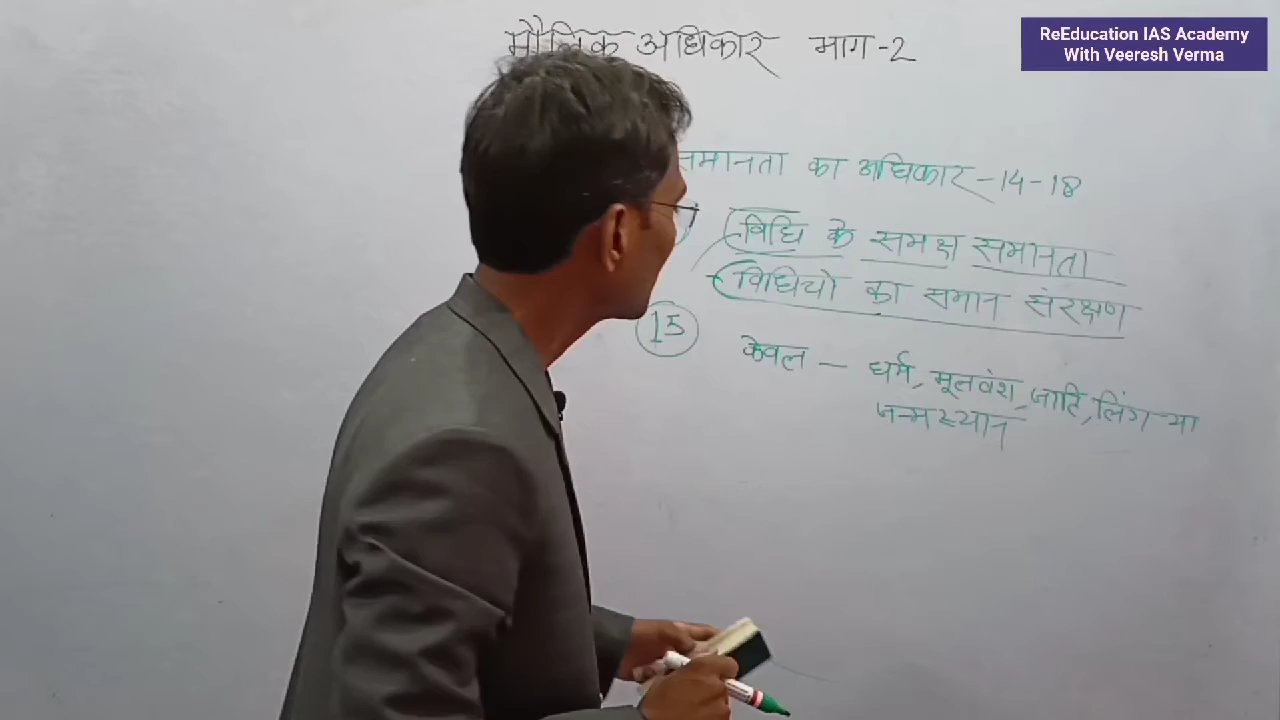 मौलिक अधिकार भाग-2
ReEducation IAS Academy
With Veeresh Verma
समानता का अधिकार-14-18
विधि के समक्ष समानता
विधियो का समान संरक्षण
15 केवल - धर्म, मूलवंश, जाति, लिंग या
जन्मस्थान